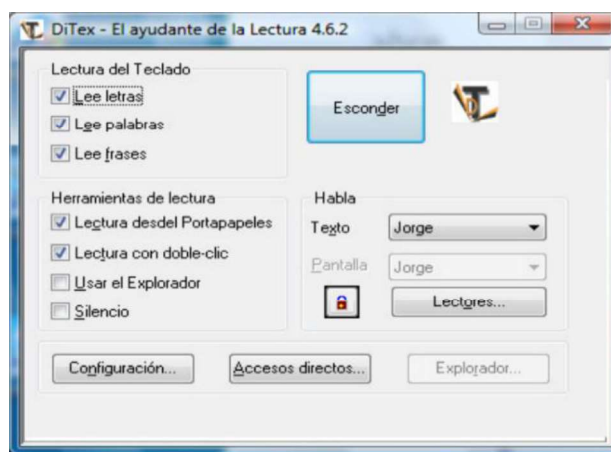 DiTex - El ayudante de la Lectura 4.6.2
Lectura del Teclado
Lee letras
Lee palabras
Lee frases
Esconder
Herramientas de lectura
Lectura desdel Portapapeles
Lectura con doble-clic
Usar el Explorador
Silencio
Habla
Texto Jorge
Pantalla Jorge
Lectores...
Configuración... Accesos directos... Explorador...